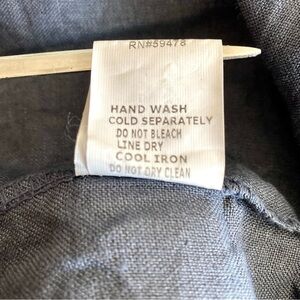 RN#59478
HAND WASH
COLD SEPARATELY
DO NOT BLEACH
LINE DRY
COOL IRON
DO NOT DRY CLEAN